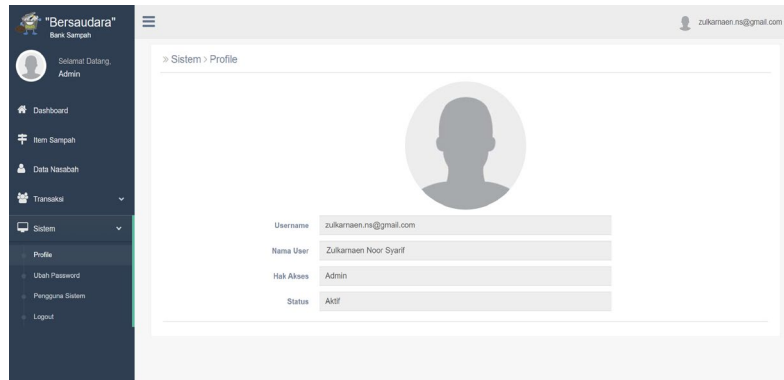 "Bersaudara"
Bank Sampah
Selamat Datang,
Admin
Dashboard
Item Sampah
Data Nasabah
Transaksi
Sistem
Profile
Ubah Password
Pengguna Sistem
Logout
zulkarnaen.ns@gmail.com
» Sistem > Profile
Username zulkarnaen.ns@gmail.com
Nama User Zulkarnaen Noor Syarif
Hak Akses Admin
Status Aktif